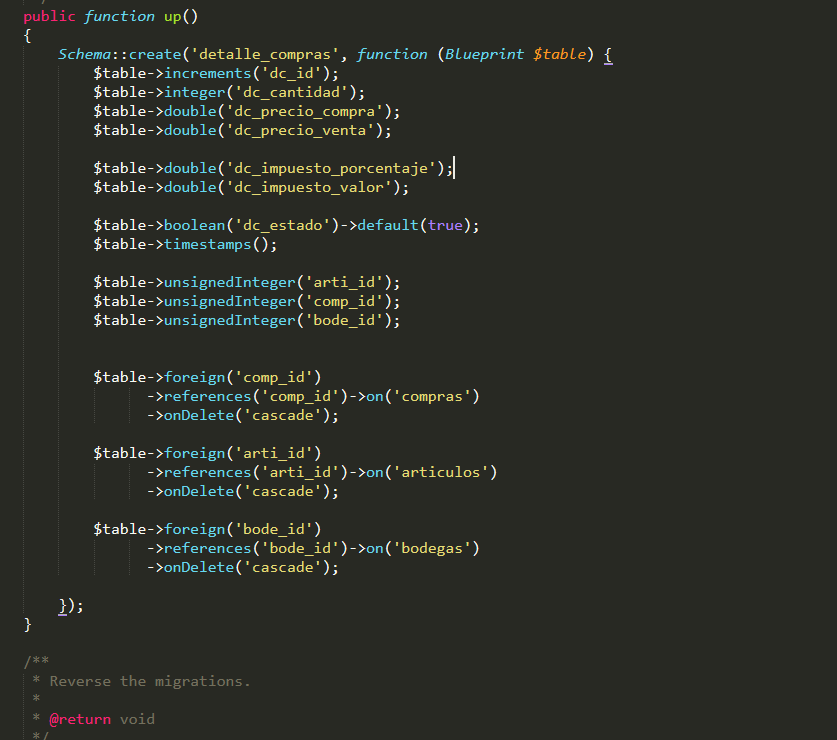 public function up()
{
Schema::create('detalle_compras', function (Blueprint $table) {
$table->increments('dc_id');
$table->integer('dc_cantidad');
$table->double('dc_precio_compra');
$table->double('dc_precio_venta');
$table->double('dc_impuesto_porcentaje');
$table->double('dc_impuesto_valor');
$table->boolean('dc_estado')->default(true);
$table->timestamps();
$table->unsignedInteger('arti_id');
$table->unsignedInteger('comp_id');
$table->unsignedInteger('bode_id');
$table->foreign('comp_id')
->references('comp_id')->on('compras')
->onDelete('cascade');
$table->foreign('arti_id')
->references('arti_id')->on('articulos')
->onDelete('cascade');
$table->foreign('bode_id')
->references('bode_id')->on('bodegas')
->onDelete('cascade');
});
}
/**
* Reverse the migrations.
*
* @return void
*/